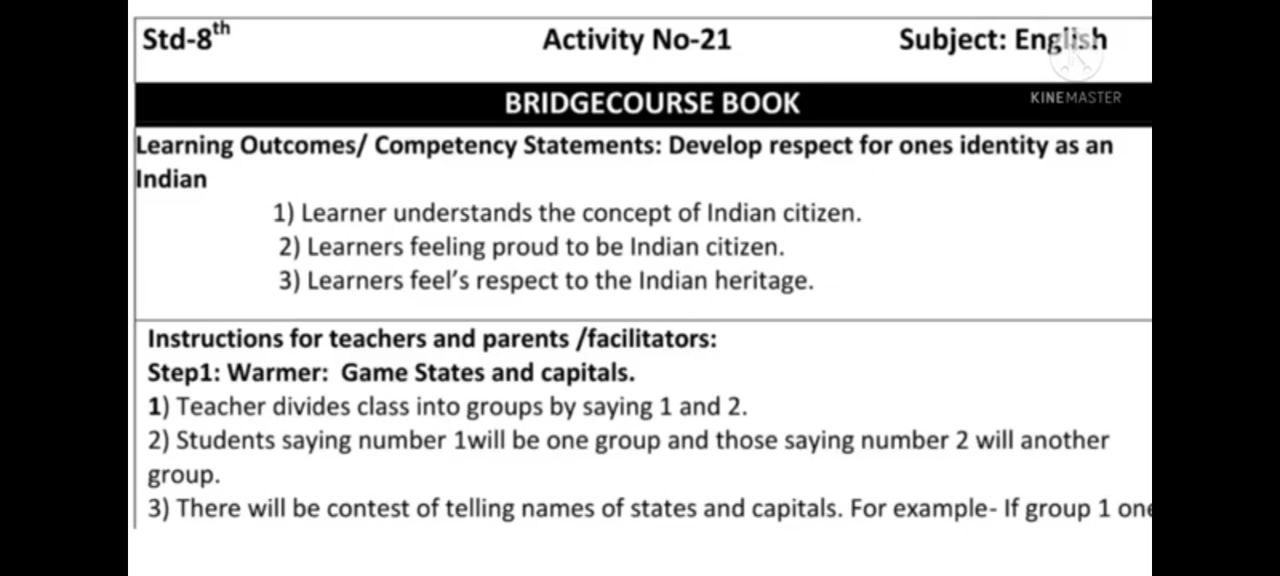 Std-8th Activity No-21 Subject: English
KINEMASTER
BRIDGECOURSE BOOK
Learning Outcomes/ Competency Statements: Develop respect for ones identity as an
Indian
1) Learner understands the concept of Indian citizen.
2) Learners feeling proud to be Indian citizen.
3) Learners feel's respect to the Indian heritage.
Instructions for teachers and parents /facilitators:
Step1: Warmer: Game States and capitals.
1) Teacher divides class into groups by saying 1 and 2.
2) Students saying number 1will be one group and those saying number 2 will another
group.
3) There will be contest of telling names of states and capitals. For example- If group 1 one